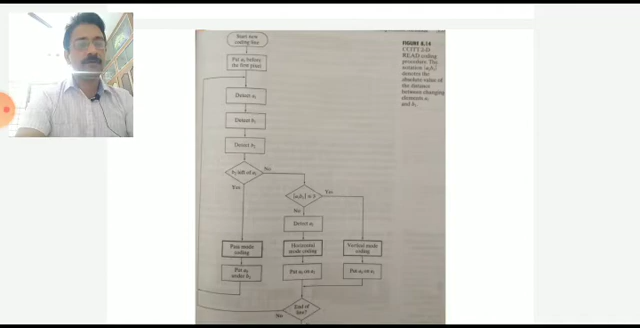 Start new
coding line
Put a₀ before
the first pixel
Detect a₁
Detect b₁
Detect b₂
b₂ left of a₁
No
Yes
|a₁b₁| ≤ 3
Yes
No
Detect a₂
Pass mode
coding
Horizontal
mode coding
Vertical mode
coding
Put a₀
under b₂
Put a₀ on a₂
Put a₀ on a₁
End of
line?
No
FIGURE 8.14
CCITT 2-D
READ coding
procedure. The
notation |a₁b₁|
denotes the
absolute value of
the distance
between changing
elements a₁
and b₁.